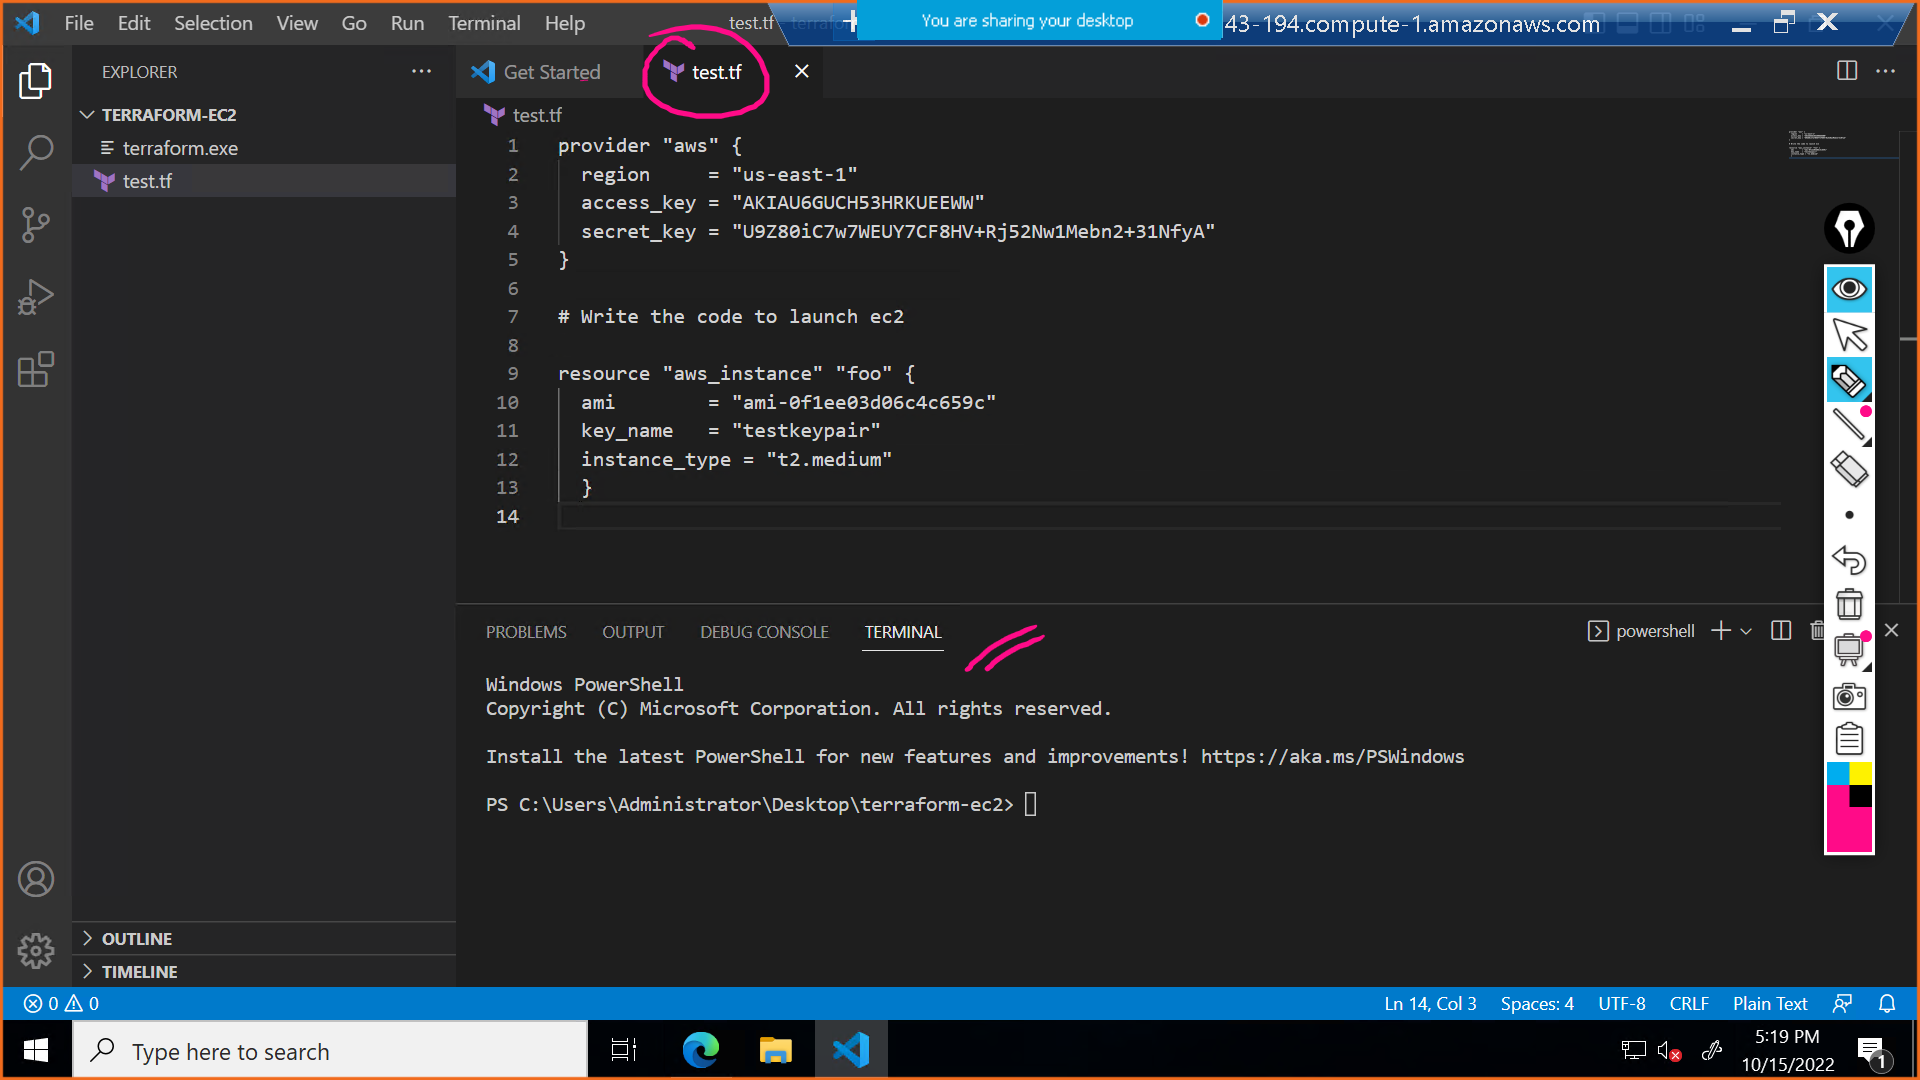 File Edit Selection View Go Run Terminal Help
test.tf
You are sharing your desktop
43-194.compute-1.amazonaws.com
EXPLORER
Get Started
test.tf
TERRAFORM-EC2
terraform.exe
test.tf
test.tf
1 provider "aws" {
2 region = "us-east-1"
3 access_key = "AKIAU6GUCH53HRKUEEWW"
4 secret_key = "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"
5 }
6
7 # Write the code to launch ec2
8
9 resource "aws_instance" "foo" {
10 ami = "ami-0f1ee03d06c4c659c"
11 key_name = "testkeypair"
12 instance_type = "t2.medium"
13 }
14
PROBLEMS OUTPUT DEBUG CONSOLE TERMINAL
powershell
Windows PowerShell
Copyright (C) Microsoft Corporation. All rights reserved.
Install the latest PowerShell for new features and improvements! https://aka.ms/PSWindows
PS C:\Users\Administrator\Desktop\terraform-ec2>
OUTLINE
TIMELINE
0 0
Ln 14, Col 3 Spaces: 4 UTF-8 CRLF Plain Text
Type here to search
5:19 PM
10/15/2022
1